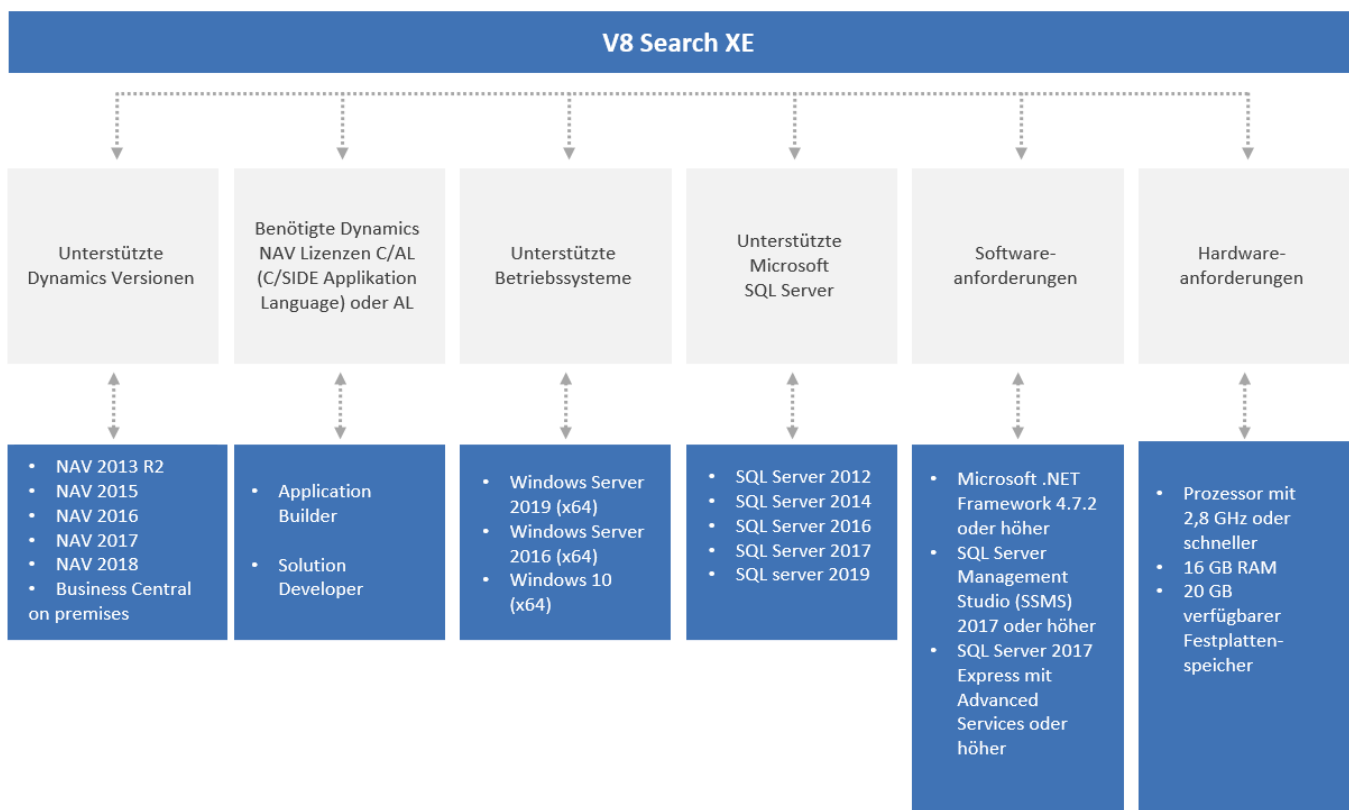 V8 Search XE
Unterstützte
Dynamics Versionen
Benötigte Dynamics
NAV Lizenzen C/AL
(C/SIDE Applikation
Language) oder AL
Unterstützte
Betriebssysteme
Unterstützte
Microsoft
SQL Server
Software-
anforderungen
Hardware-
anforderungen
• NAV 2013 R2
• NAV 2015
• NAV 2016
• NAV 2017
• NAV 2018
• Business Central
on premises
• Application
Builder
• Solution
Developer
• Windows Server
2019 (x64)
• Windows Server
2016 (x64)
• Windows 10
(x64)
• SQL Server 2012
• SQL Server 2014
• SQL Server 2016
• SQL Server 2017
• SQL server 2019
• Microsoft .NET
Framework 4.7.2
oder höher
• SQL Server
Management
Studio (SSMS)
2017 oder höher
• SQL Server 2017
Express mit
Advanced
Services oder
höher
• Prozessor mit
2,8 GHz oder
schneller
• 16 GB RAM
• 20 GB
verfügbarer
Festplatten-
speicher